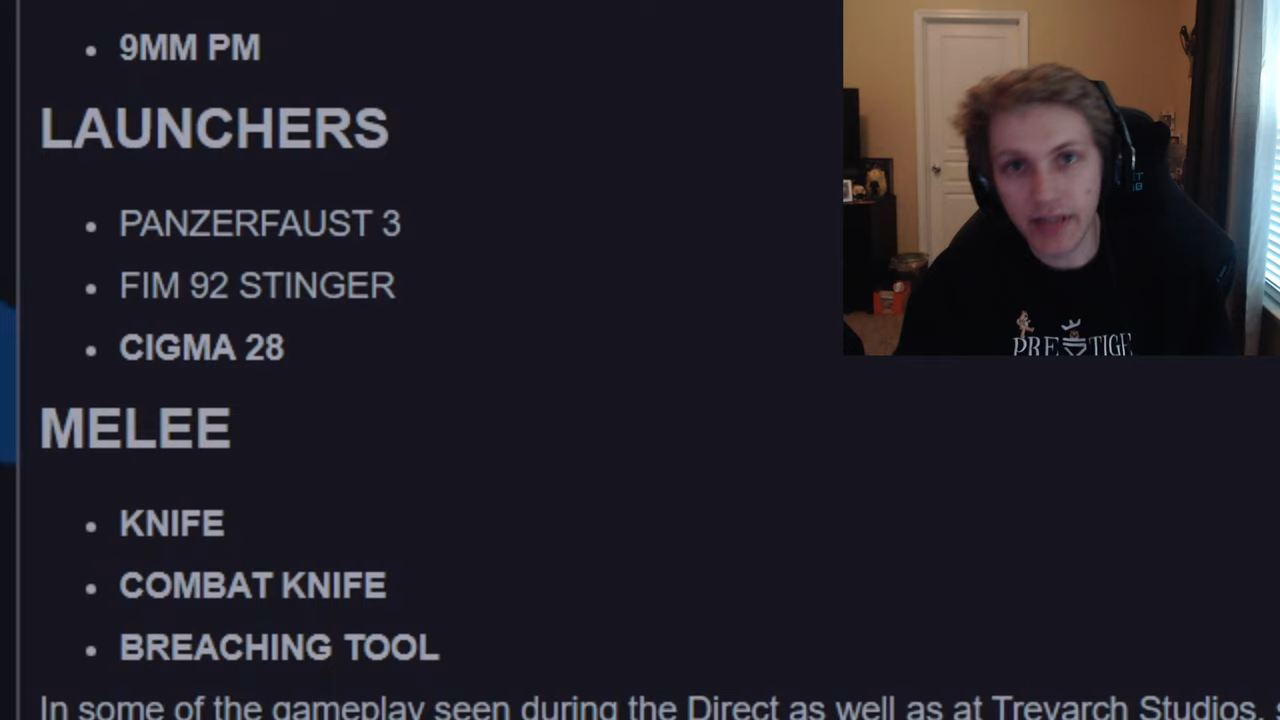 9MM PM
LAUNCHERS
PANZERFAUST 3
FIM 92 STINGER
CIGMA 28
MELEE
KNIFE
COMBAT KNIFE
BREACHING TOOL
In some of the gameplay seen during the Direct as well as at Treyarch Studios,
PRESTIGE